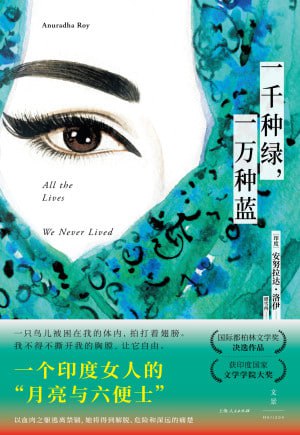 Anuradha Roy
一千种绿，
一万种蓝
All the
Lives
We Never Lived
[印度]
安努拉达·洛伊
一只鸟儿被困在我的体内，拍打着翅膀。
我不得不撕开我的胸膛，让它自由。
国际都柏林文学奖
决选作品
获印度国家
文学学院大奖
一个印度女人的
“月亮与六便士”
以血肉之躯逃离禁锢，她将得到解脱、危险和深远的痛楚
上海人民出版社
文景
HORIZON